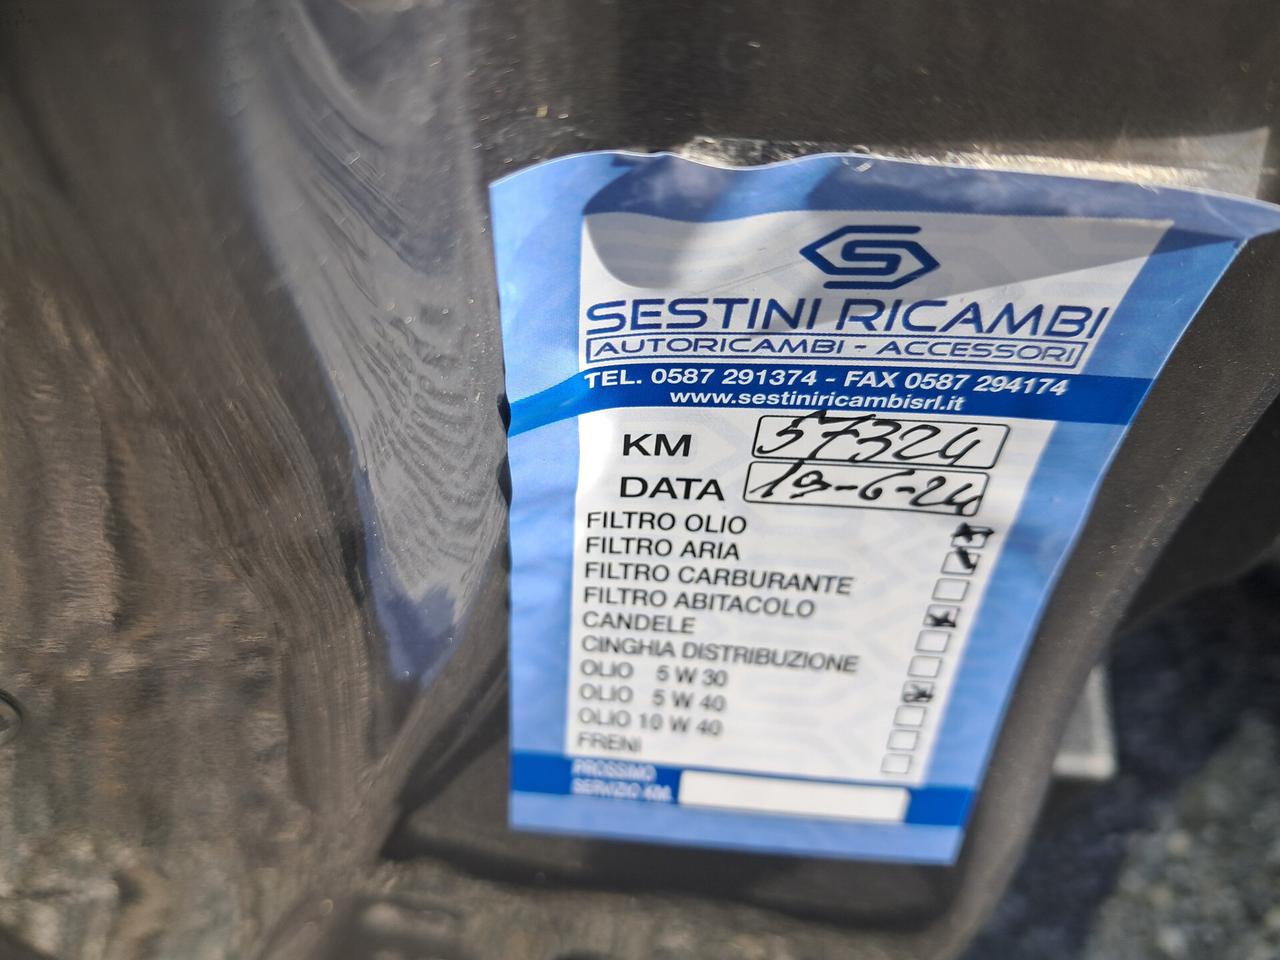 SESTINI RICAMBI
AUTORICAMBI - ACCESSORI
TEL. 0587 291374 - FAX 0587 294174
www.sestiniricambisrl.it
KM 57324
DATA 19-6-24
FILTRO OLIO
FILTRO ARIA
FILTRO CARBURANTE
FILTRO ABITACOLO
CANDELE
CINGHIA DISTRIBUZIONE
OLIO 5 W 30
OLIO 5 W 40
OLIO 10 W 40
FRENI
PROSSIMO
SERVIZIO KM.